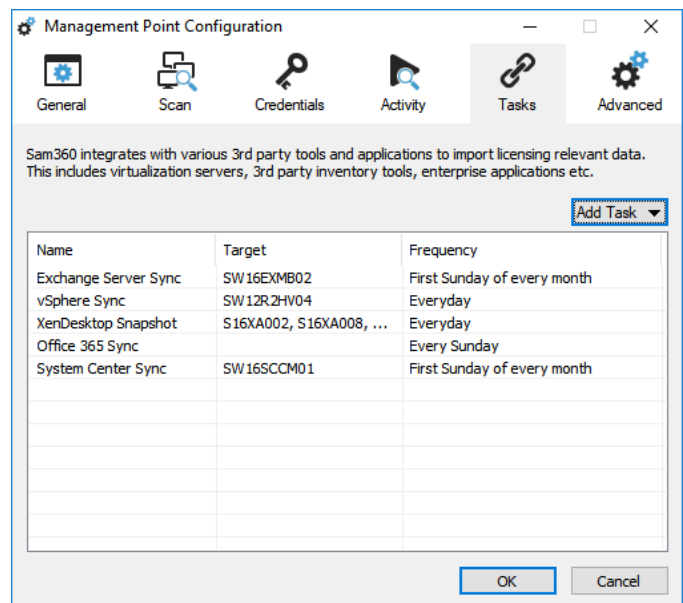 Management Point Configuration
General Scan Credentials Activity Tasks Advanced
Sam360 integrates with various 3rd party tools and applications to import licensing relevant data.
This includes virtualization servers, 3rd party inventory tools, enterprise applications etc.
Add Task
Name Target Frequency
Exchange Server Sync SW16EXMB02 First Sunday of every month
vSphere Sync SW12R2HV04 Everyday
XenDesktop Snapshot S16XA002, S16XA008, ... Everyday
Office 365 Sync Every Sunday
System Center Sync SW16SCCM01 First Sunday of every month
OK Cancel